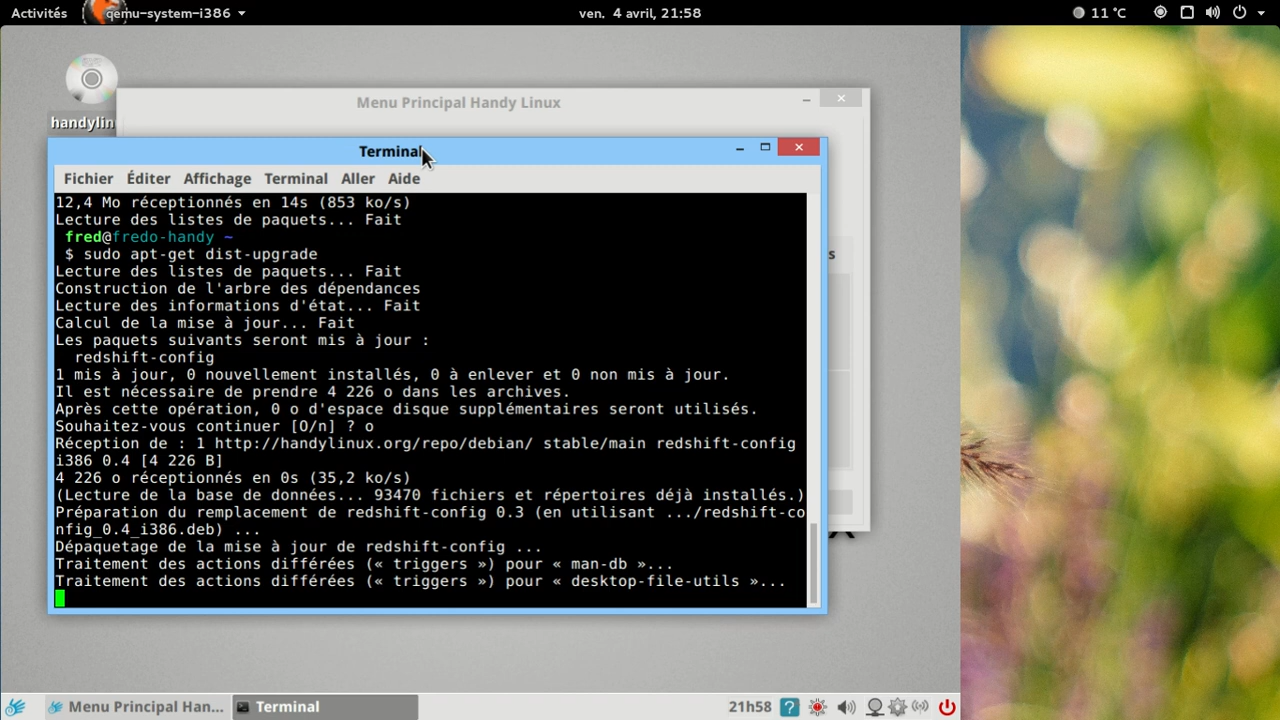 Activités
qemu-system-i386
ven. 4 avril, 21:58
11 °C
handylin
Menu Principal Handy Linux
s
Terminal
Fichier Éditer Affichage Terminal Aller Aide
12,4 Mo réceptionnés en 14s (853 ko/s)
Lecture des listes de paquets... Fait
fred@fredo-handy ~
$ sudo apt-get dist-upgrade
Lecture des listes de paquets... Fait
Construction de l'arbre des dépendances
Lecture des informations d'état... Fait
Calcul de la mise à jour... Fait
Les paquets suivants seront mis à jour :
redshift-config
1 mis à jour, 0 nouvellement installés, 0 à enlever et 0 non mis à jour.
Il est nécessaire de prendre 4 226 o dans les archives.
Après cette opération, 0 o d'espace disque supplémentaires seront utilisés.
Souhaitez-vous continuer [O/n] ? o
Réception de : 1 http://handylinux.org/repo/debian/ stable/main redshift-config
i386 0.4 [4 226 B]
4 226 o réceptionnés en 0s (35,2 ko/s)
(Lecture de la base de données... 93470 fichiers et répertoires déjà installés.)
Préparation du remplacement de redshift-config 0.3 (en utilisant .../redshift-co
nfig_0.4_i386.deb) ...
Dépaquetage de la mise à jour de redshift-config ...
Traitement des actions différées (« triggers ») pour « man-db »...
Traitement des actions différées (« triggers ») pour « desktop-file-utils »...
Menu Principal Han...
Terminal
21h58
?